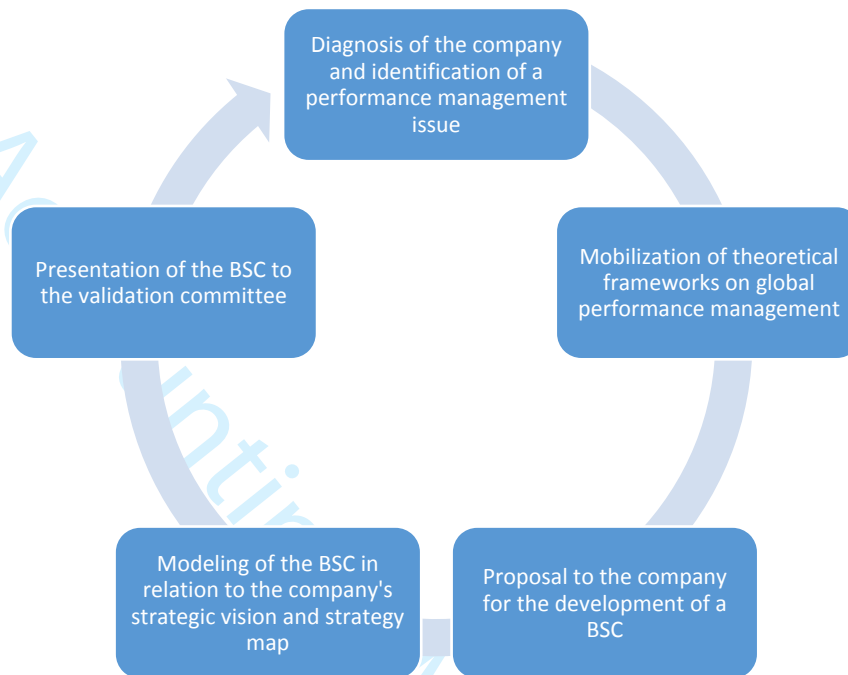 Diagnosis of the company
and identification of a
performance management
issue
Mobilization of theoretical
frameworks on global
performance management
Proposal to the company
for the development of a
BSC
Modeling of the BSC in
relation to the company's
strategic vision and strategy
map
Presentation of the BSC to
the validation committee